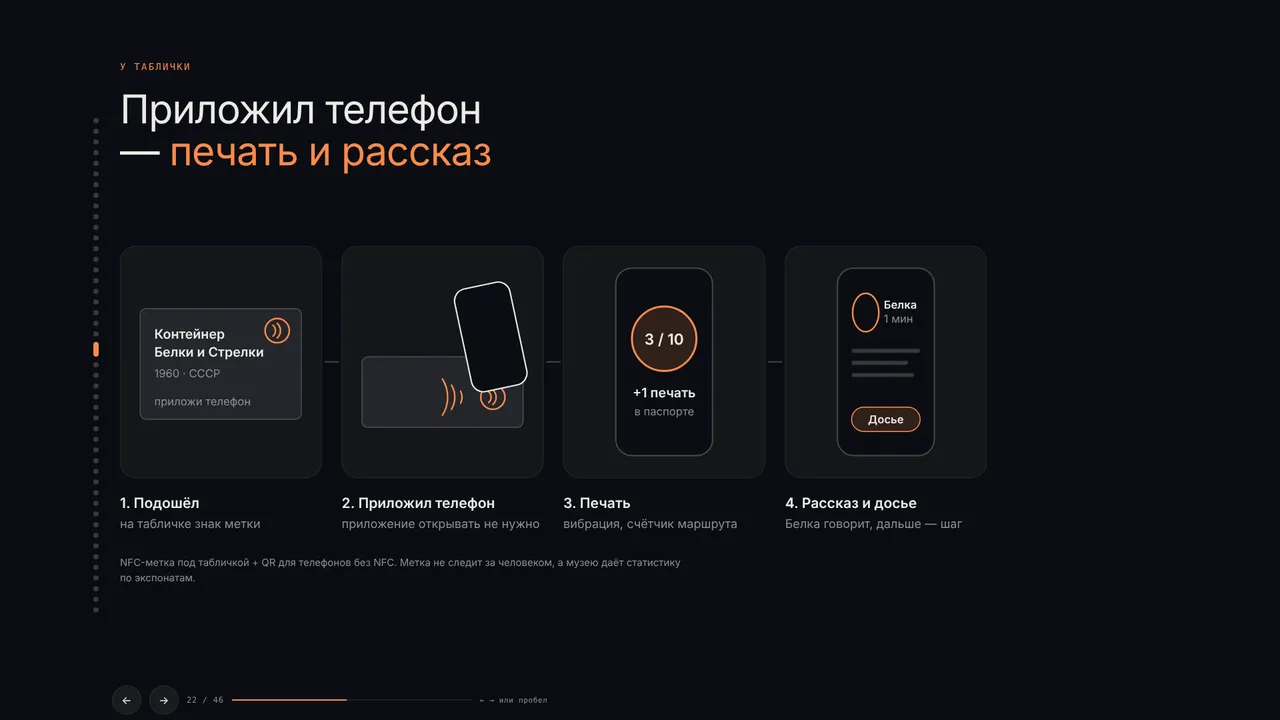 У ТАБЛИЧКИ
Приложил телефон
— печать и рассказ
Контейнер
Белки и Стрелки
1960 · СССР
приложи телефон
3 / 10
+1 печать
в паспорте
Белка
1 мин
Досье
1. Подошёл
на табличке знак метки
2. Приложил телефон
приложение открывать не нужно
3. Печать
вибрация, счётчик маршрута
4. Рассказ и досье
Белка говорит, дальше — шаг
NFC-метка под табличкой + QR для телефонов без NFC. Метка не следит за человеком, а музею даёт статистику
по экспонатам.
← → 22 / 46 ← → или пробел